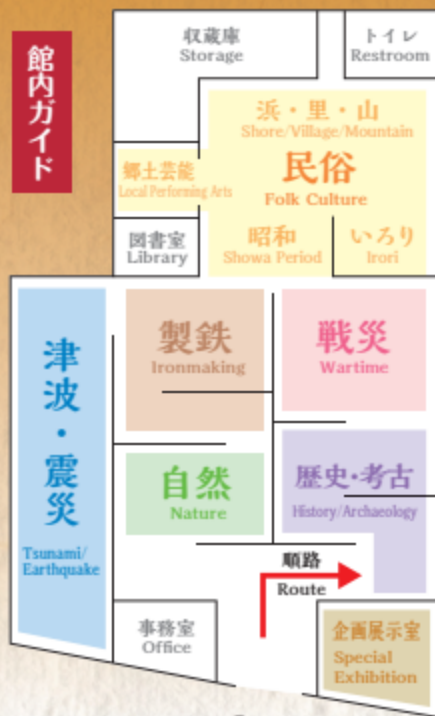 館内ガイド
収蔵庫
Storage
トイレ
Restroom
浜・里・山
Shore/Village/Mountain
民俗
Folk Culture
郷土芸能
Local Performing Arts
図書室
Library
昭和
Showa Period
いろり
Irori
津波・震災
Tsunami/
Earthquake
製鉄
Ironmaking
戦災
Wartime
自然
Nature
歴史・考古
History/Archaeology
順路
Route
事務室
Office
企画展示室
Special
Exhibition